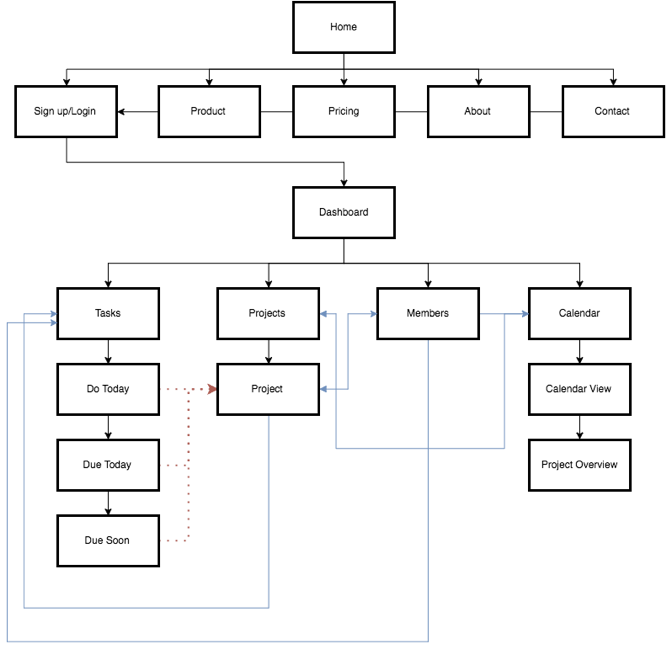 Home
Sign up/Login
Product
Pricing
About
Contact
Dashboard
Tasks
Projects
Members
Calendar
Do Today
Project
Calendar View
Due Today
Project Overview
Due Soon